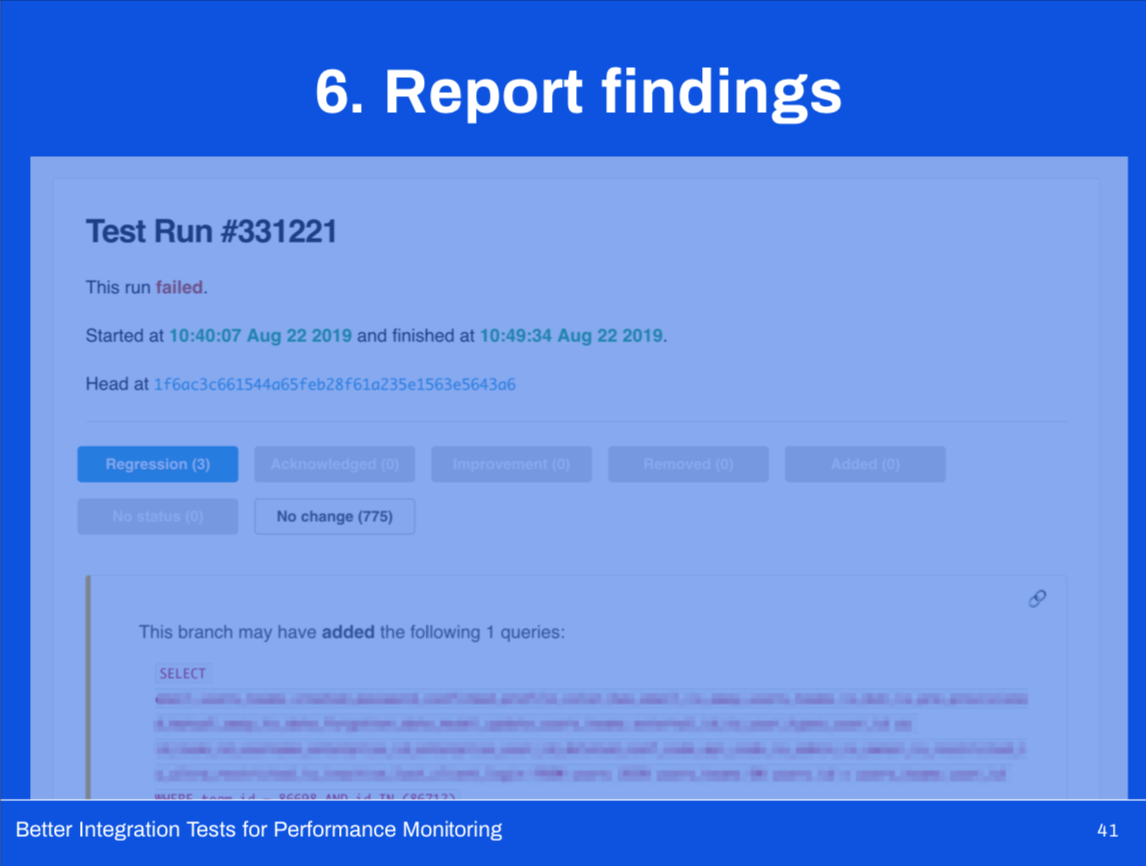 6. Report findings
Test Run #331221
This run failed.
Started at 10:40:07 Aug 22 2019 and finished at 10:49:34 Aug 22 2019.
Head at 1f6ac3c661544a65feb28f61a235e1563e5643a6
Regression (3) Acknowledged (0) Improvement (0) Removed (0) Added (0)
No status (0) No change (775)
This branch may have added the following 1 queries:
SELECT
WHERE team_id = 86698 AND id IN (86712)
Better Integration Tests for Performance Monitoring 41